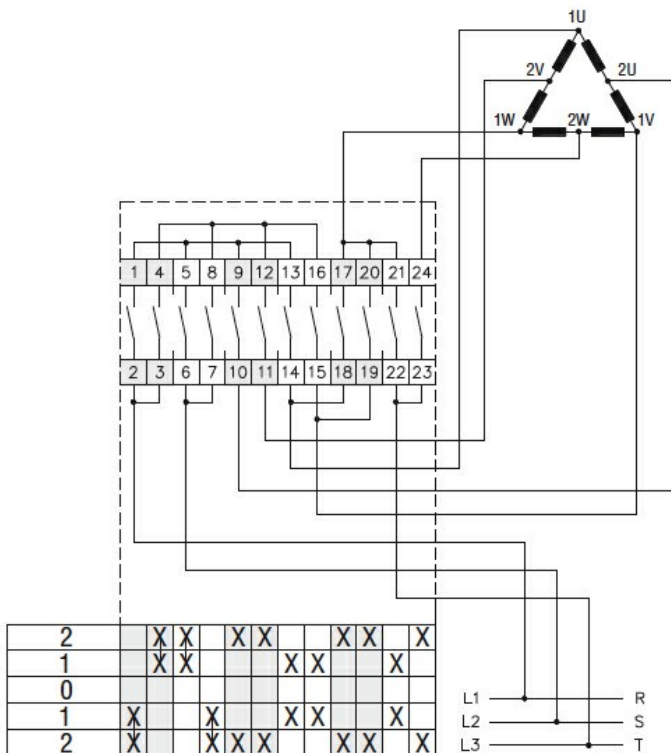 1U
2V 2U
1W 2W 1V
1 4 5 8 9 12 13 16 17 20 21 24
2 3 6 7 10 11 14 15 18 19 22 23
2 X X X X X X X
1 X X X X X
0
1 X X X X X
2 X X X X X X X
L1 R
L2 S
L3 T